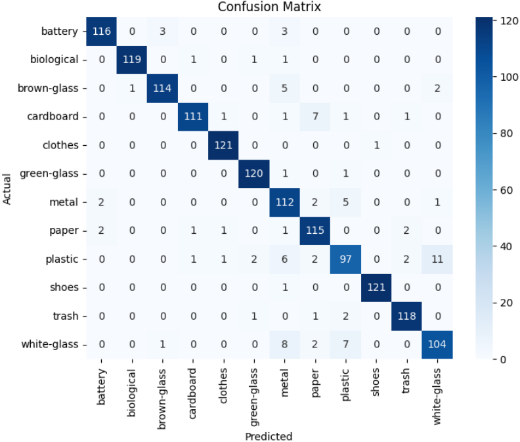 Confusion Matrix
battery 116 0 3 0 0 0 3 0 0 0 0 0
biological 0 119 0 1 0 1 1 0 0 0 0 0
brown-glass 0 1 114 0 0 0 5 0 0 0 0 2
cardboard 0 0 0 111 1 0 1 7 1 0 1 0
clothes 0 0 0 0 121 0 0 0 0 1 0 0
green-glass 0 0 0 0 0 120 1 0 1 0 0 0
metal 2 0 0 0 0 0 112 2 5 0 0 1
paper 2 0 0 1 1 0 1 115 0 0 2 0
plastic 0 0 0 1 1 2 6 2 97 0 2 11
shoes 0 0 0 0 0 0 1 0 0 121 0 0
trash 0 0 0 0 0 1 0 1 2 0 118 0
white-glass 0 0 1 0 0 0 8 2 7 0 0 104
Actual
battery
biological
brown-glass
cardboard
clothes
green-glass
metal
paper
plastic
shoes
trash
white-glass
Predicted
120
100
80
60
40
20
0